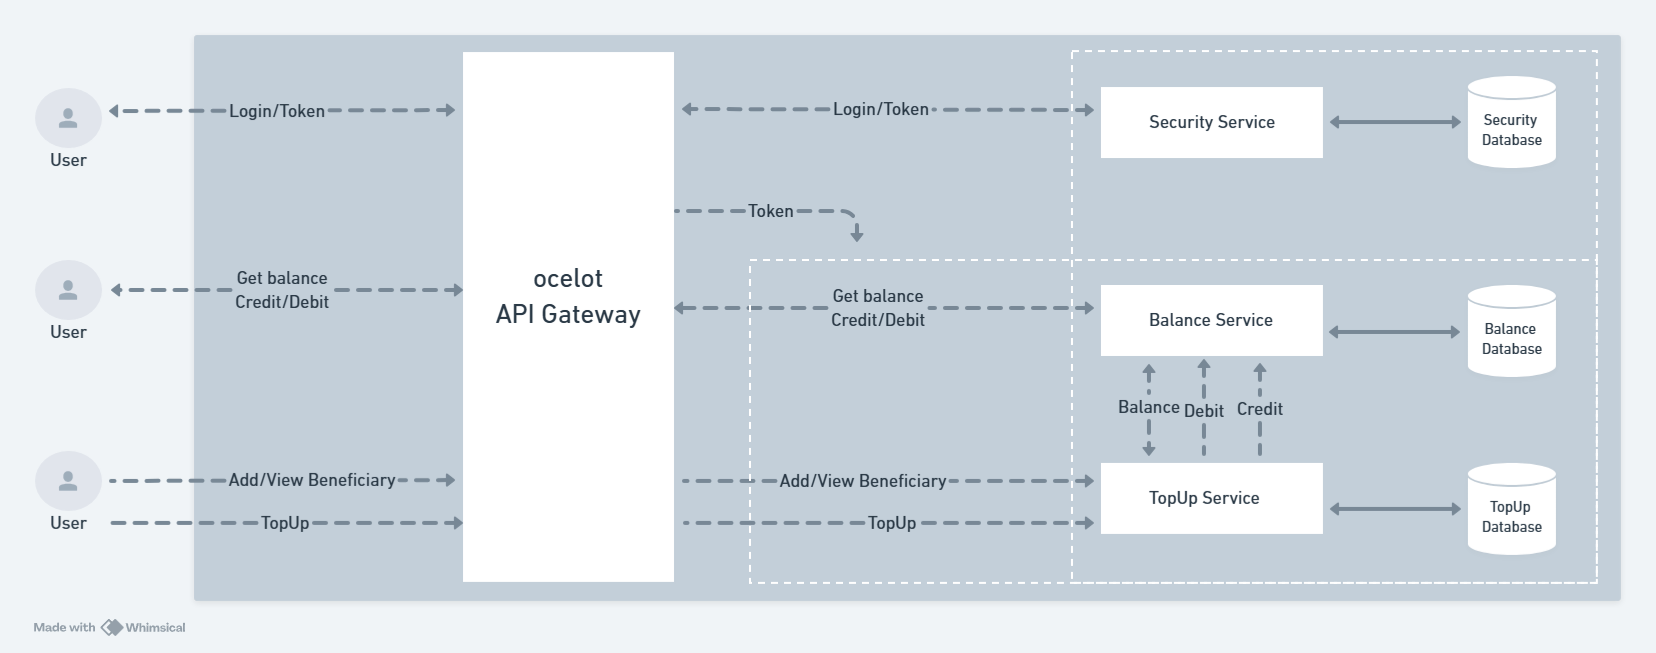 Login/Token
Login/Token
Security Service
Security
Database
User
Token
Get balance
Credit/Debit
ocelot
API Gateway
Get balance
Credit/Debit
Balance Service
Balance
Database
User
Balance
Debit
Credit
Add/View Beneficiary
Add/View Beneficiary
TopUp Service
TopUp
Database
User
TopUp
TopUp
Made with Whimsical